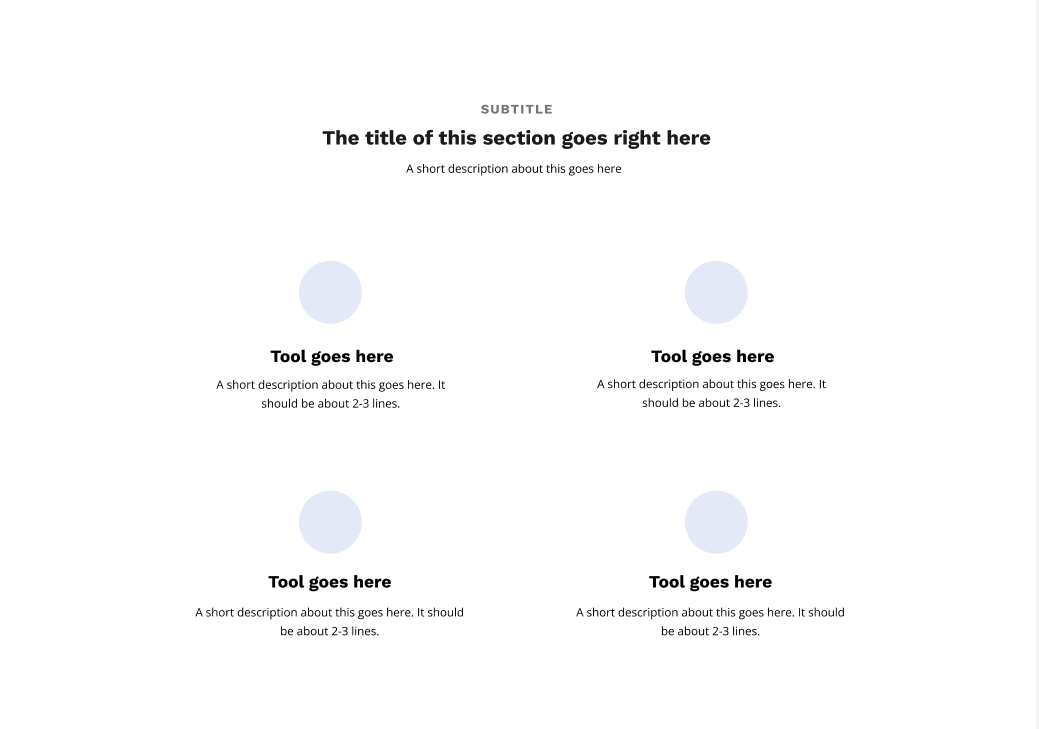 SUBTITLE
The title of this section goes right here
A short description about this goes here
Tool goes here
A short description about this goes here. It
should be about 2-3 lines.
Tool goes here
A short description about this goes here. It
should be about 2-3 lines.
Tool goes here
A short description about this goes here. It should
be about 2-3 lines.
Tool goes here
A short description about this goes here. It should
be about 2-3 lines.